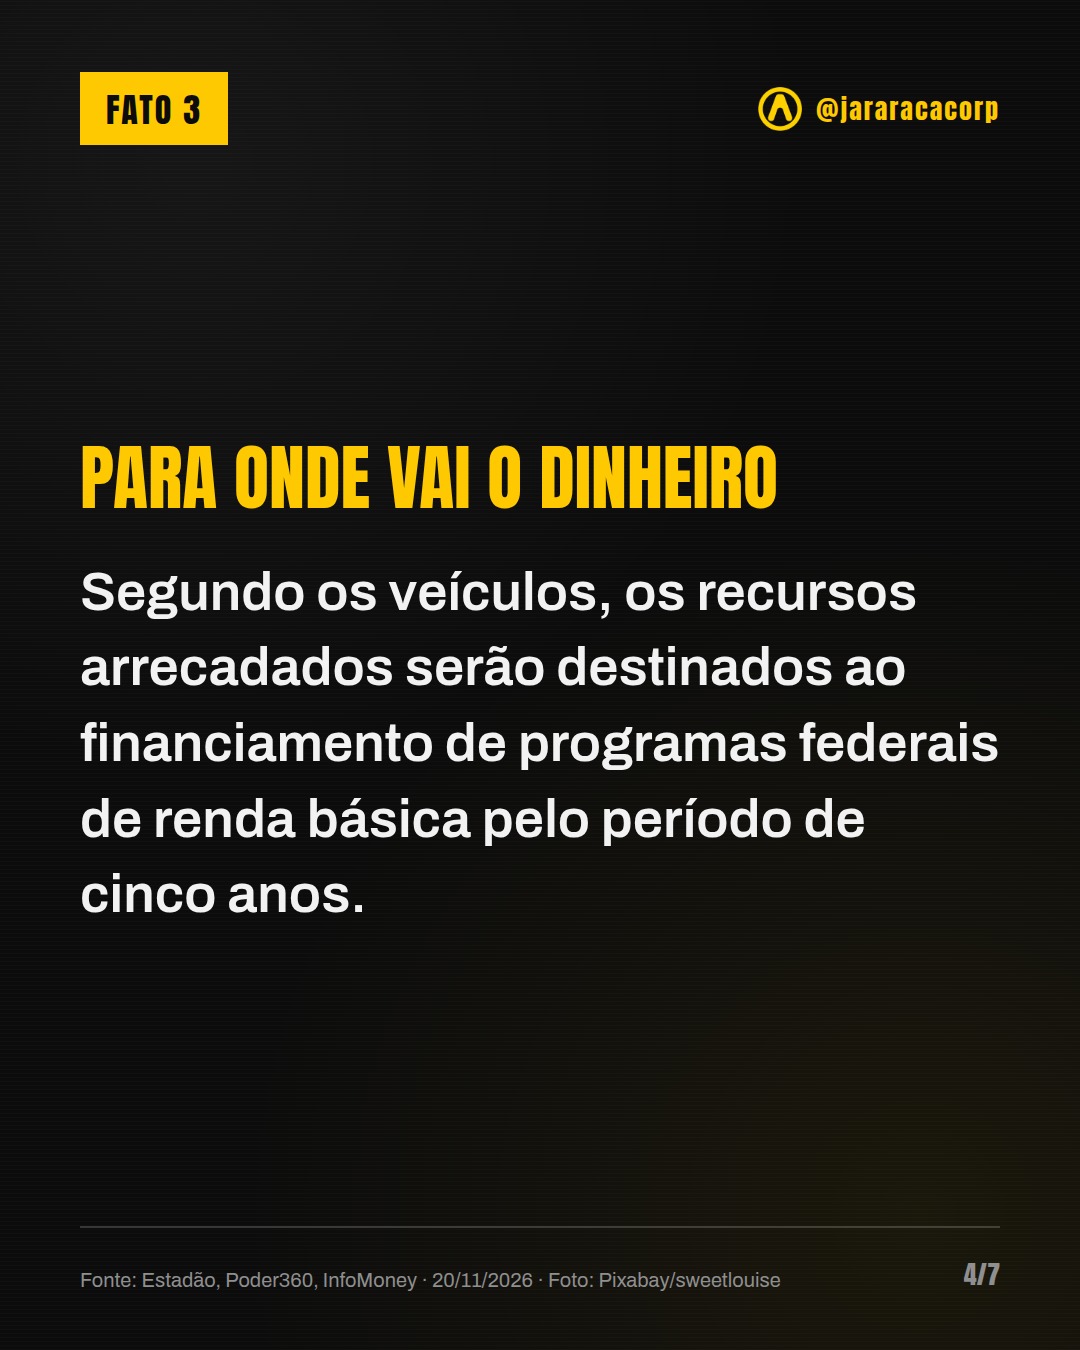 FATO 3
@jararacacorp
PARA ONDE VAI O DINHEIRO
Segundo os veículos, os recursos
arrecadados serão destinados ao
financiamento de programas federais
de renda básica pelo período de
cinco anos.
Fonte: Estadão, Poder360, InfoMoney · 20/11/2026 · Foto: Pixabay/sweetlouise
4/7